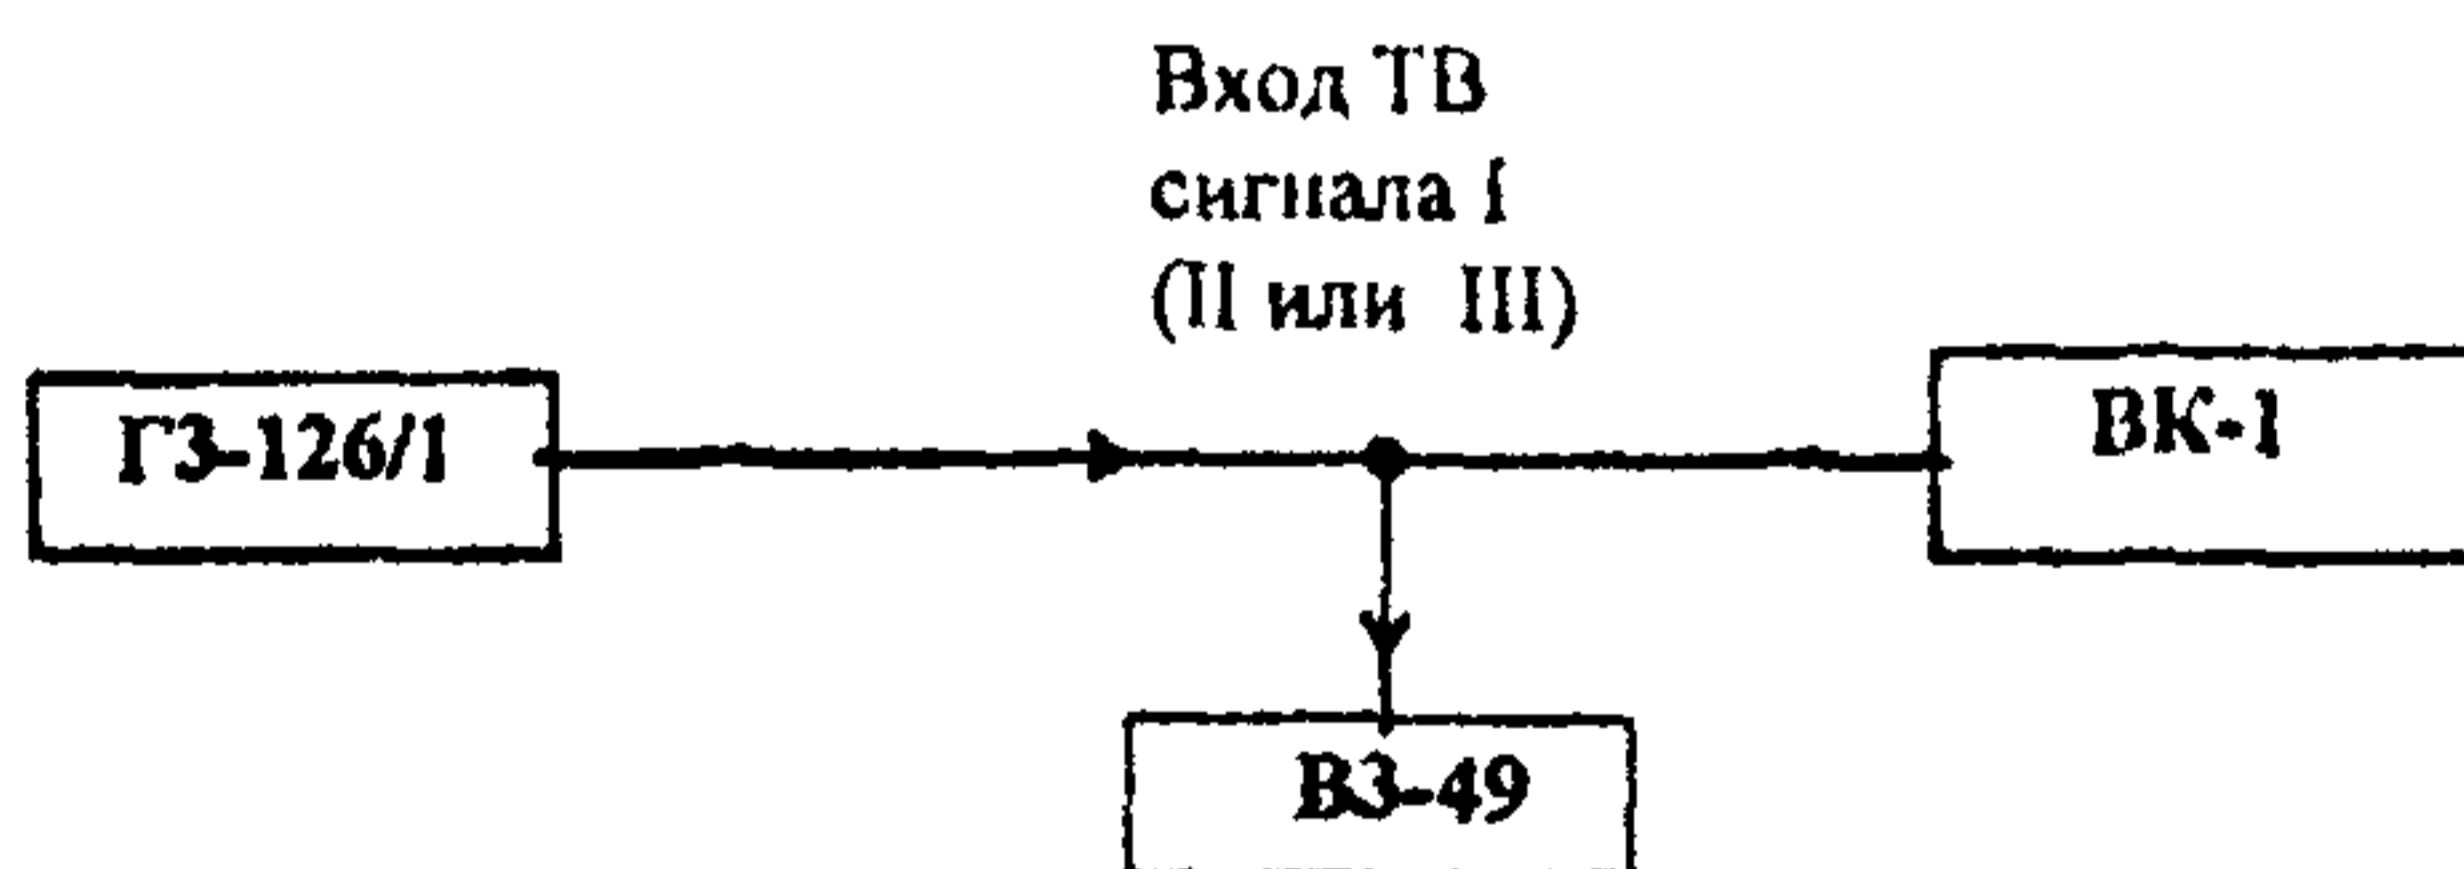 Вход ТВ
сигнала I
(II или III)
Г3-126/1
ВК-1
В3-49